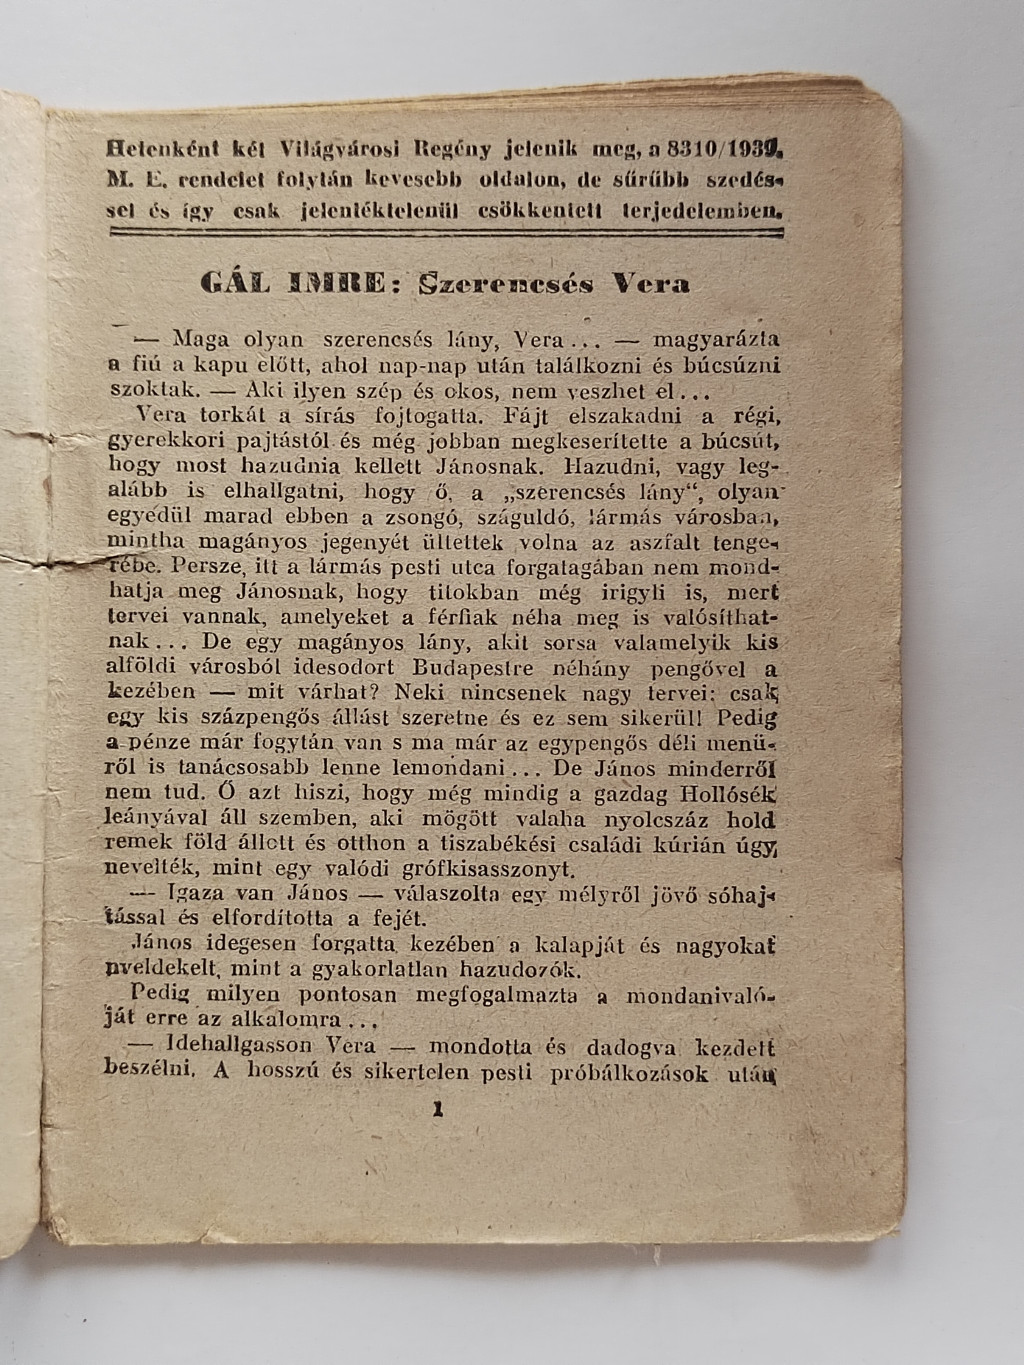 Hetenként két Világvárosi Regény jelenik meg, a 8310/1939.
M. E. rendelet folytán kevesebb oldalon, de sűrűbb szedés-
sel és így csak jelentéktelenül csökkentett terjedelemben.
GÁL IMRE: Szerencsés Vera
— Maga olyan szerencsés lány, Vera... — magyarázta
a fiú a kapu előtt, ahol nap-nap után találkozni és búcsúzni
szoktak. — Aki ilyen szép és okos, nem veszhet el...
Vera torkát a sírás fojtogatta. Fájt elszakadni a régi,
gyerekkori pajtástól és még jobban megkeserítette a búcsút,
hogy most hazudnia kellett Jánosnak. Hazudni, vagy leg-
alább is elhallgatni, hogy ő, a „szerencsés lány“, olyan
egyedül marad ebben a zsongó, száguldó, lármás városban,
mintha magányos jegenyét ültettek volna az aszfalt tenge-
rébe. Persze, itt a lármás pesti utca forgatagában nem mond-
hatja meg Jánosnak, hogy titokban még irigyli is, mert
tervei vannak, amelyeket a férfiak néha meg is valósíthat-
nak... De egy magányos lány, akit sorsa valamelyik kis
alföldi városból idesodort Budapestre néhány pengővel a
kezében — mit várhat? Neki nincsenek nagy tervei: csak
egy kis százpengős állást szeretne és ez sem sikerül! Pedig
a pénze már fogytán van s ma már az egypengős déli menü-
ről is tanácsosabb lenne lemondani... De János minderről
nem tud. Ő azt hiszi, hogy még mindig a gazdag Hollósék
leányával áll szemben, aki mögött valaha nyolcszáz hold
remek föld állott és otthon a tiszabékési családi kúrián úgy
nevelték, mint egy valódi grófkisasszonyt.
— Igaza van János — válaszolta egy mélyről jövő sóhaj-
tással és elfordította a fejét.
János idegesen forgatta kezében a kalapját és nagyokat
nyeldekelt, mint a gyakorlatlan hazudozók.
Pedig milyen pontosan megfogalmazta a mondanivaló-
ját erre az alkalomra...
— Idehallgasson Vera — mondotta és dadogva kezdett
beszélni. A hosszú és sikertelen pesti próbálkozások után
1